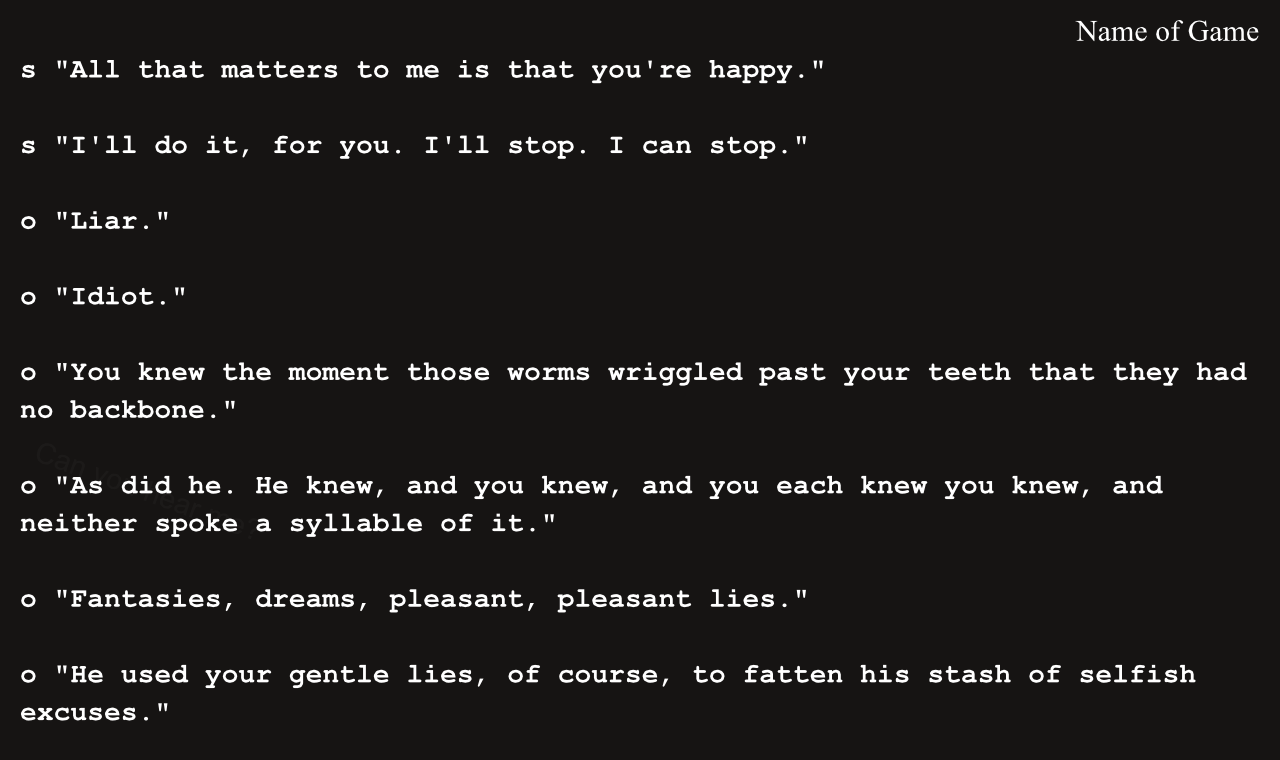 Name of Game
s "All that matters to me is that you're happy."
s "I'll do it, for you. I'll stop. I can stop."
o "Liar."
o "Idiot."
o "You knew the moment those worms wriggled past your teeth that they had
no backbone."
Can you hear me?
o "As did he. He knew, and you knew, and you each knew you knew, and
neither spoke a syllable of it."
o "Fantasies, dreams, pleasant, pleasant lies."
o "He used your gentle lies, of course, to fatten his stash of selfish
excuses."